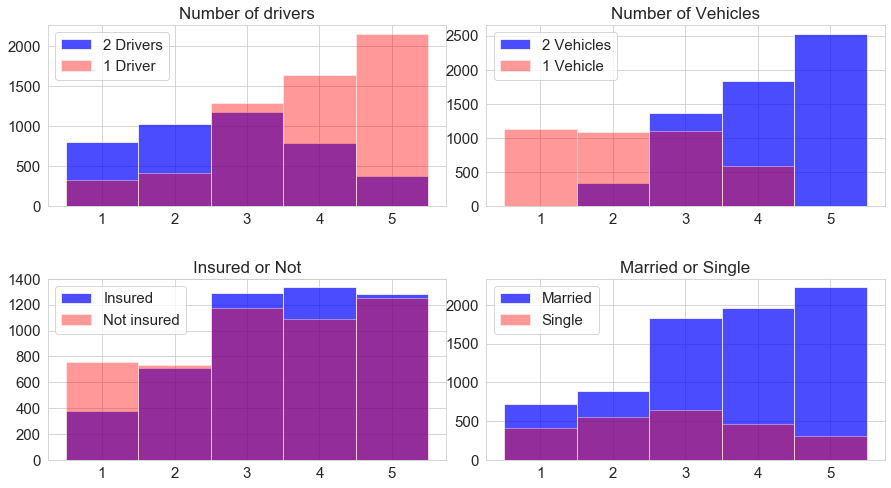 Number of drivers
2 Drivers
1 Driver
2000
1500
1000
500
0
1 2 3 4 5
Number of Vehicles
2 Vehicles
1 Vehicle
2500
2000
1500
1000
500
0
1 2 3 4 5
Insured or Not
Insured
Not insured
1400
1200
1000
800
600
400
200
0
1 2 3 4 5
Married or Single
Married
Single
2000
1500
1000
500
0
1 2 3 4 5